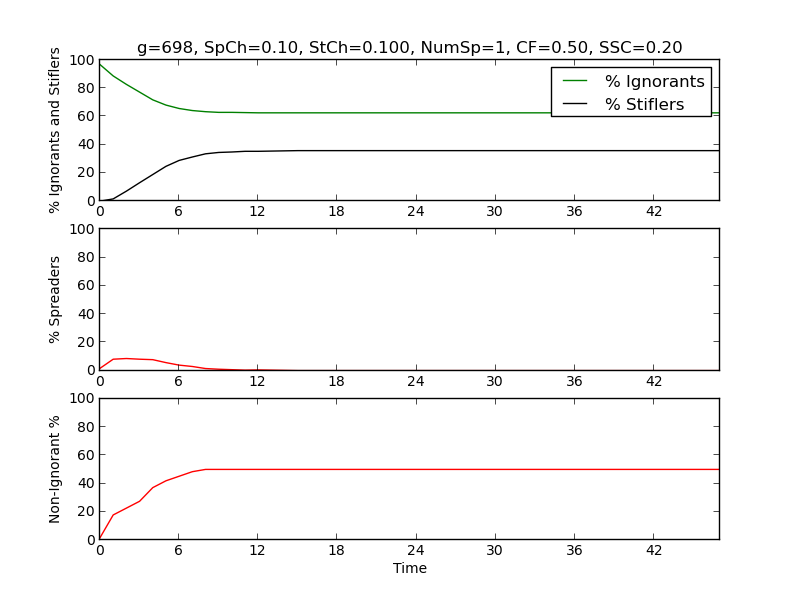 g=698, SpCh=0.10, StCh=0.100, NumSp=1, CF=0.50, SSC=0.20
% Ignorants and Stiflers
100
80
60
40
20
0
% Ignorants
% Stiflers
0 6 12 18 24 30 36 42
% Spreaders
100
80
60
40
20
0
0 6 12 18 24 30 36 42
Non-Ignorant %
100
80
60
40
20
0
0 6 12 18 24 30 36 42
Time